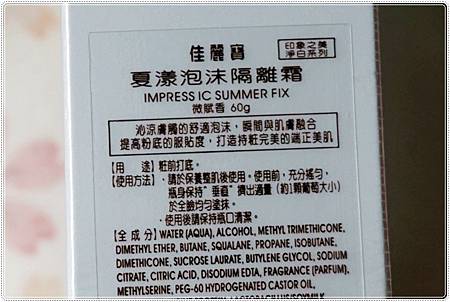 佳麗寶
印象之美
淨白系列
夏漾泡沫隔離霜
IMPRESS IC SUMMER FIX
微賦香 60g
沁涼膚觸的舒適泡沫，瞬間與肌膚融合
提高粉底的服貼度，打造持粧完美的端正美肌
【用　途】粧前打底。
【使用方法】．請於保養整肌後使用。使用前，充分搖勻，
瓶身保持"垂直"擠出適量（約1顆葡萄大小）
於全臉均勻塗抹。
．使用後請保持瓶口清潔。
【全成分】WATER (AQUA), ALCOHOL, METHYL TRIMETHICONE,
DIMETHYL ETHER, BUTANE, SQUALANE, PROPANE, ISOBUTANE,
DIMETHICONE, SUCROSE LAURATE, BUTYLENE GLYCOL, SODIUM
CITRATE, CITRIC ACID, DISODIUM EDTA, FRAGRANCE (PARFUM),
METHYLSERINE, PEG-60 HYDROGENATED CASTOR OIL,